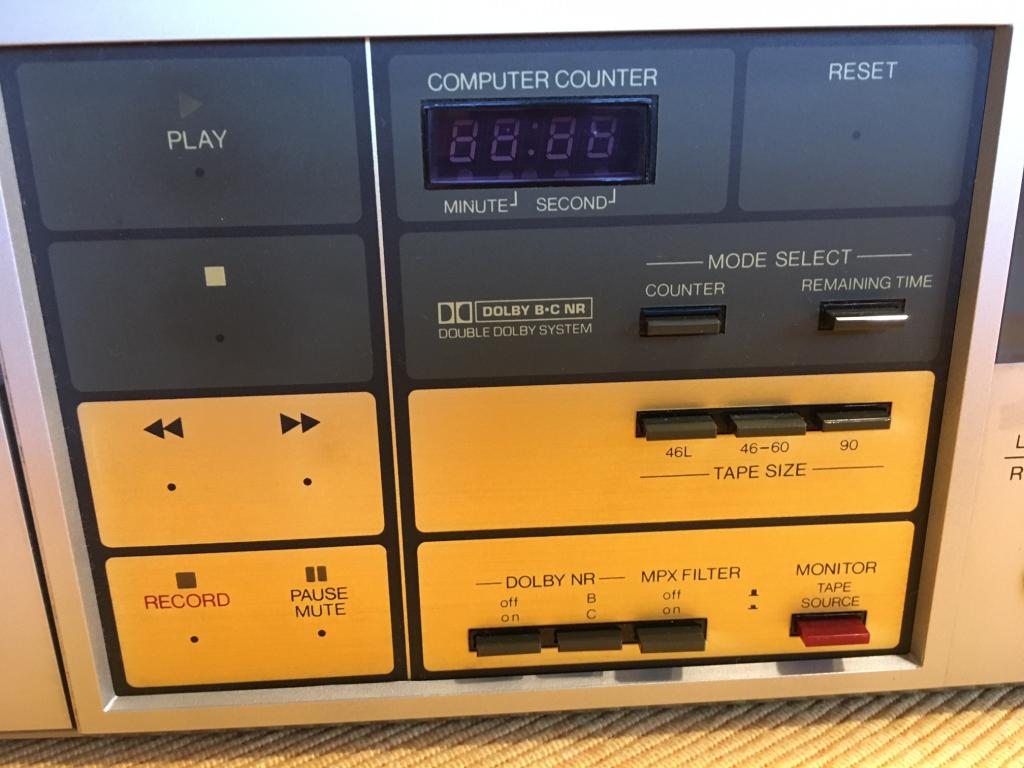 PLAY
COMPUTER COUNTER
MINUTE SECOND
RESET
MODE SELECT
COUNTER REMAINING TIME
DOLBY B·C NR
DOUBLE DOLBY SYSTEM
46L 46-60 90
TAPE SIZE
RECORD
PAUSE
MUTE
DOLBY NR
off B
on C
MPX FILTER
off
on
MONITOR
TAPE
SOURCE
L
R